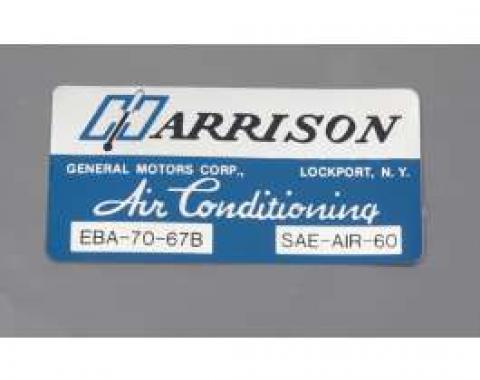 HARRISON
GENERAL MOTORS CORP., LOCKPORT, N. Y.
Air Conditioning
EBA-70-67B SAE-AIR-60